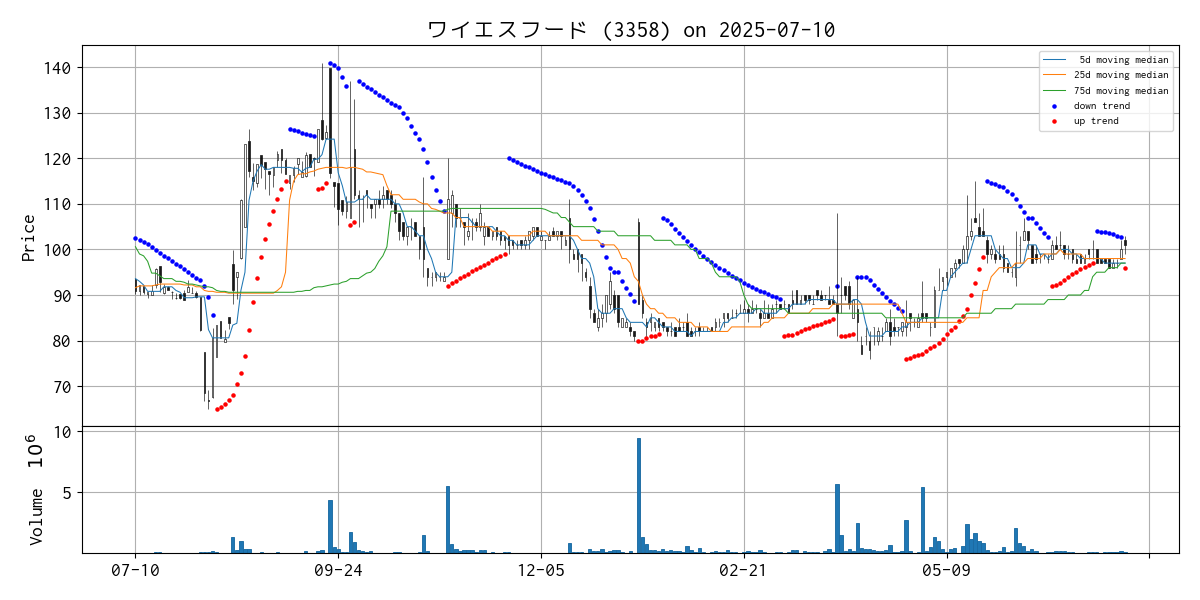 ワイエスフード (3358) on 2025-07-10
5d moving median
25d moving median
75d moving median
down trend
up trend
Price
140
130
120
110
100
90
80
70
Volume 10⁶
10
5
07-10 09-24 12-05 02-21 05-09